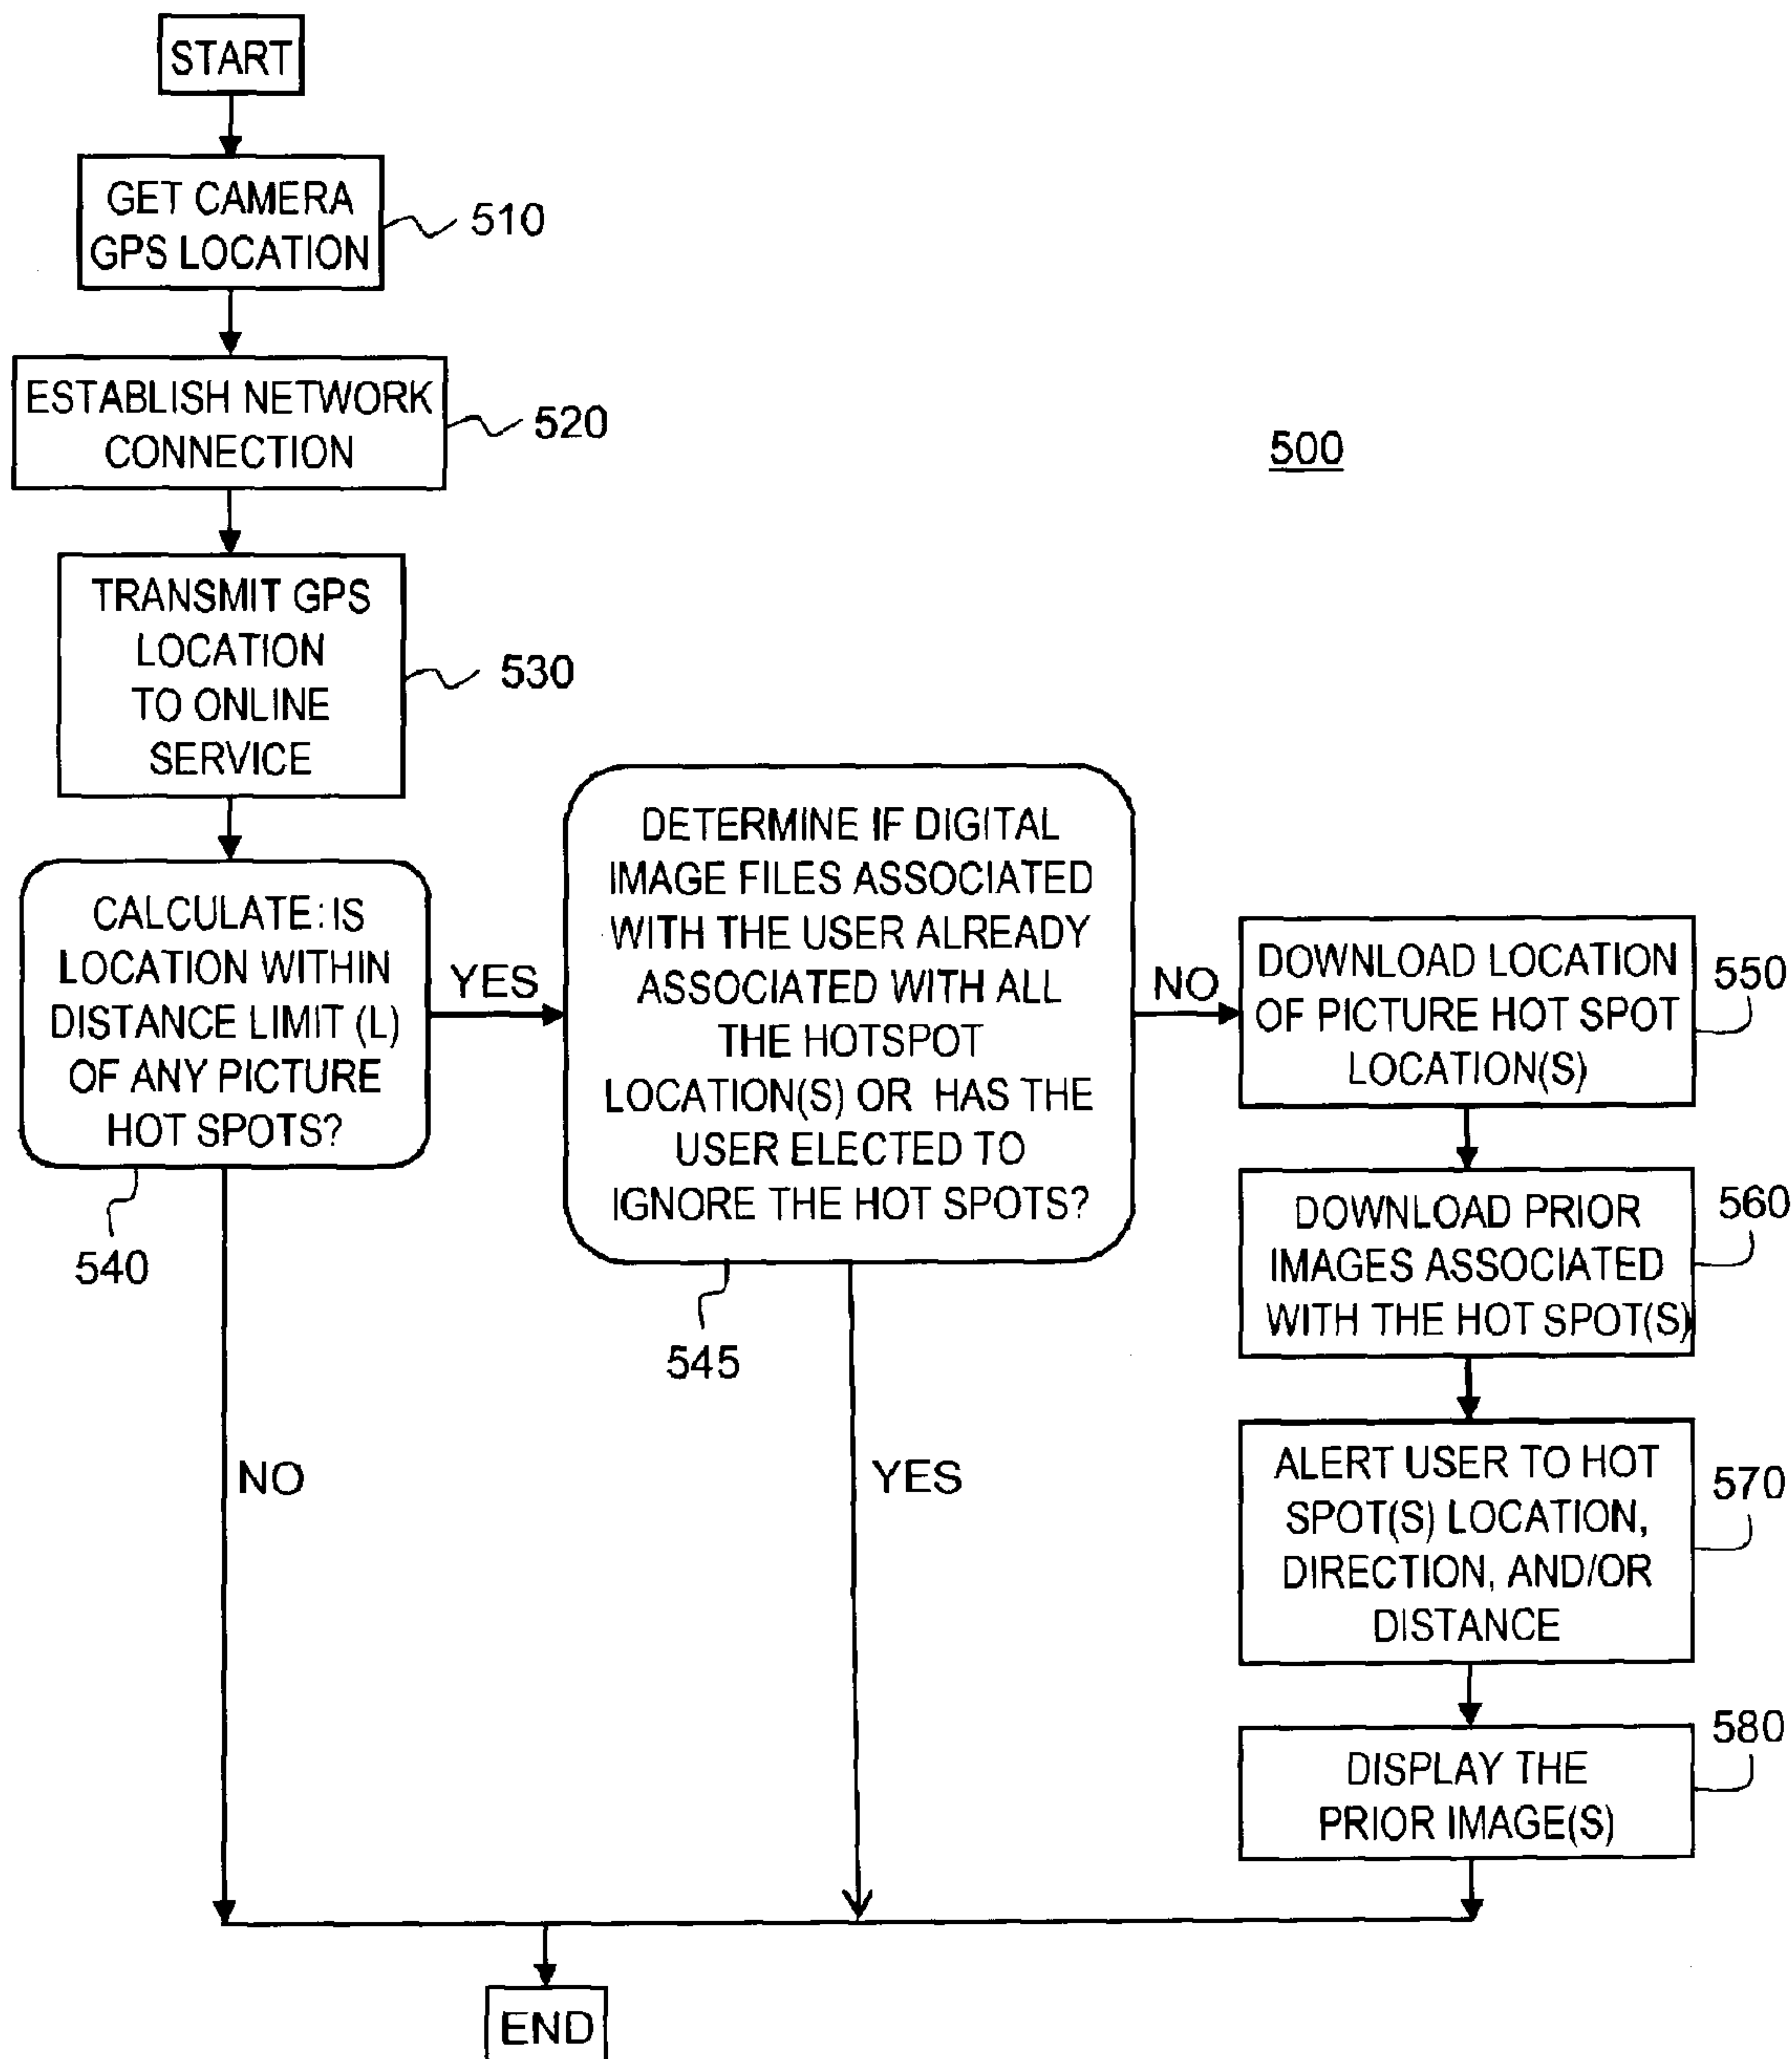 START
GET CAMERA
GPS LOCATION
510
ESTABLISH NETWORK
CONNECTION
520
500
TRANSMIT GPS
LOCATION
TO ONLINE
SERVICE
530
CALCULATE: IS
LOCATION WITHIN
DISTANCE LIMIT (L)
OF ANY PICTURE
HOT SPOTS?
540
YES
NO
DETERMINE IF DIGITAL
IMAGE FILES ASSOCIATED
WITH THE USER ALREADY
ASSOCIATED WITH ALL
THE HOTSPOT
LOCATION(S) OR HAS THE
USER ELECTED TO
IGNORE THE HOT SPOTS?
545
NO
YES
DOWNLOAD LOCATION
OF PICTURE HOT SPOT
LOCATION(S)
550
DOWNLOAD PRIOR
IMAGES ASSOCIATED
WITH THE HOT SPOT(S)
560
ALERT USER TO HOT
SPOT(S) LOCATION,
DIRECTION, AND/OR
DISTANCE
570
DISPLAY THE
PRIOR IMAGE(S)
580
END